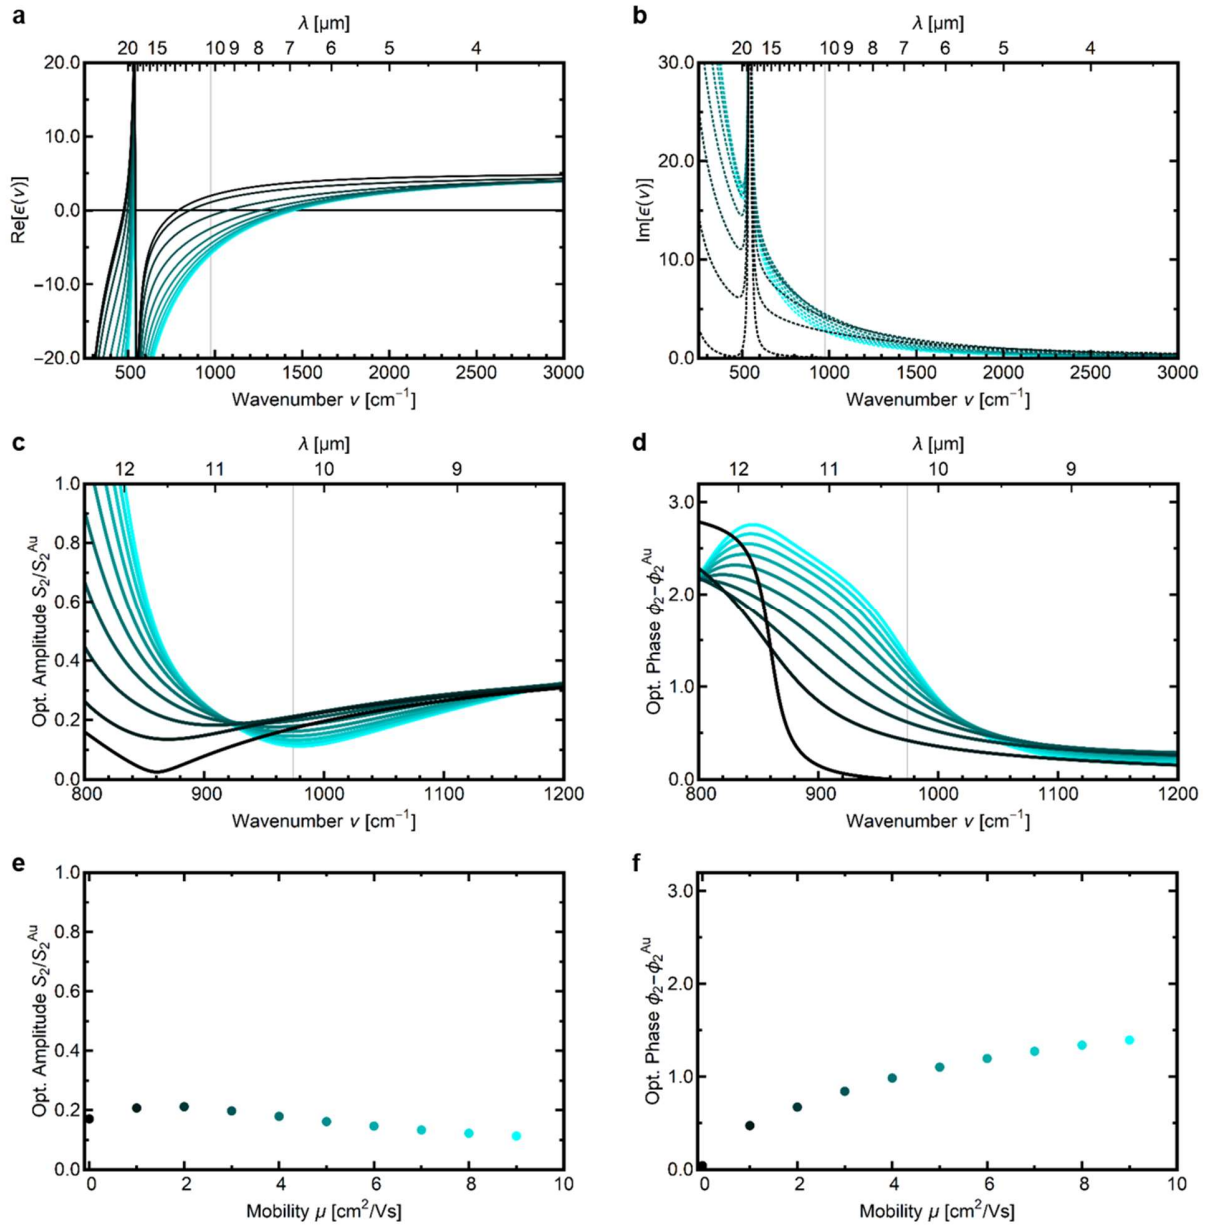 a
λ [μm]
20 15 10 9 8 7 6 5 4
20.0
10.0
0.0
−10.0
−20.0
Re[ϵ(ν)]
500 1000 1500 2000 2500 3000
Wavenumber ν [cm⁻¹]
b
λ [μm]
20 15 10 9 8 7 6 5 4
30.0
20.0
10.0
0.0
Im[ϵ(ν)]
500 1000 1500 2000 2500 3000
Wavenumber ν [cm⁻¹]
c
λ [μm]
12 11 10 9
1.0
0.8
0.6
0.4
0.2
0.0
Opt. Amplitude S₂/S₂ᴬᵘ
800 900 1000 1100 1200
Wavenumber ν [cm⁻¹]
d
λ [μm]
12 11 10 9
3.0
2.0
1.0
0.0
Opt. Phase ϕ₂−ϕ₂ᴬᵘ
800 900 1000 1100 1200
Wavenumber ν [cm⁻¹]
e
1.0
0.8
0.6
0.4
0.2
0.0
Opt. Amplitude S₂/S₂ᴬᵘ
0 2 4 6 8 10
Mobility μ [cm²/Vs]
f
3.0
2.0
1.0
0.0
Opt. Phase ϕ₂−ϕ₂ᴬᵘ
0 2 4 6 8 10
Mobility μ [cm²/Vs]